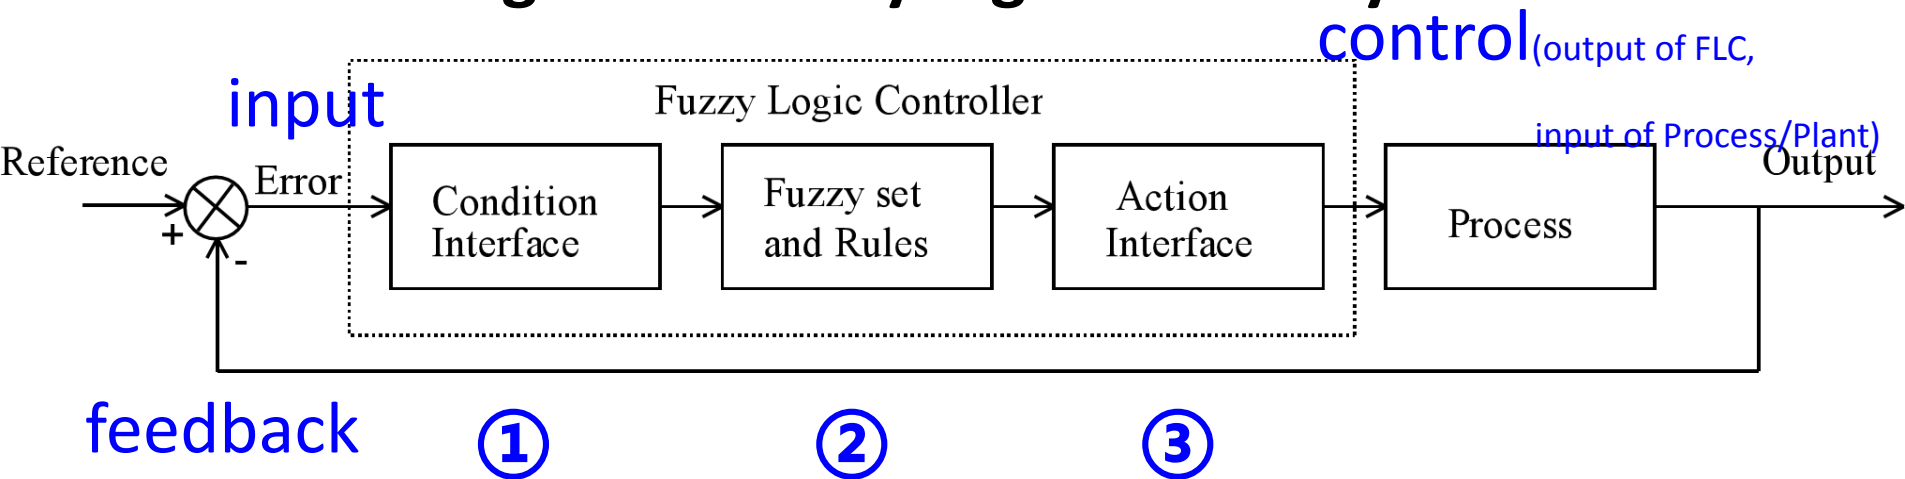 control(output of FLC,
input of Process/Plant)
input
Fuzzy Logic Controller
Reference
Error
Condition
Interface
Fuzzy set
and Rules
Action
Interface
Process
Output
+
-
feedback
① ② ③